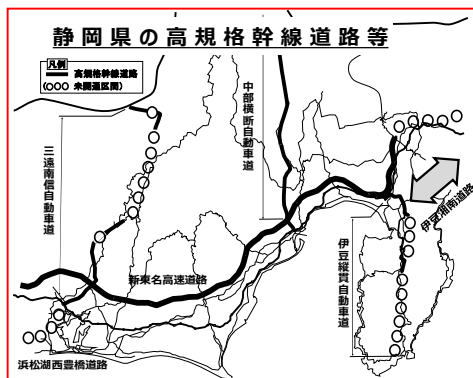 静岡県の高規格幹線道路等
凡例
高規格幹線道路
(○○○ 未開通区間)
中部横断自動車道
三遠南信自動車道
伊豆湘南道路
新東名高速道路
伊豆縦貫自動車道
浜松湖西豊橋道路